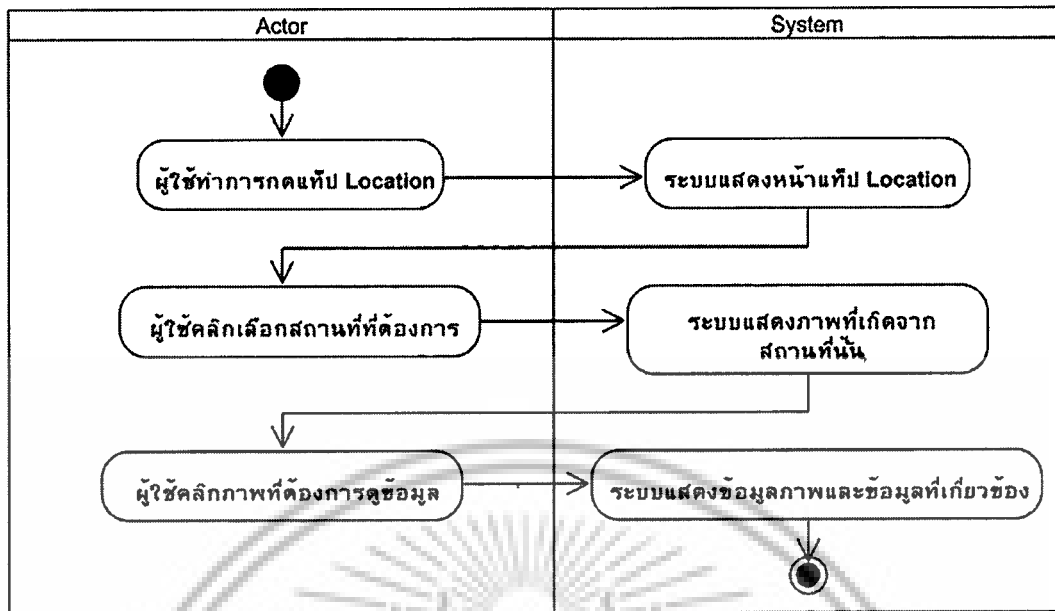 Actor
System
ผู้ใช้ทำการกดแท็ป Location
ระบบแสดงหน้าแท็ป Location
ผู้ใช้คลิกเลือกสถานที่ที่ต้องการ
ระบบแสดงภาพที่เกิดจาก
สถานที่นั้น
ผู้ใช้คลิกภาพที่ต้องการดูข้อมูล
ระบบแสดงข้อมูลภาพและข้อมูลที่เกี่ยวข้อง